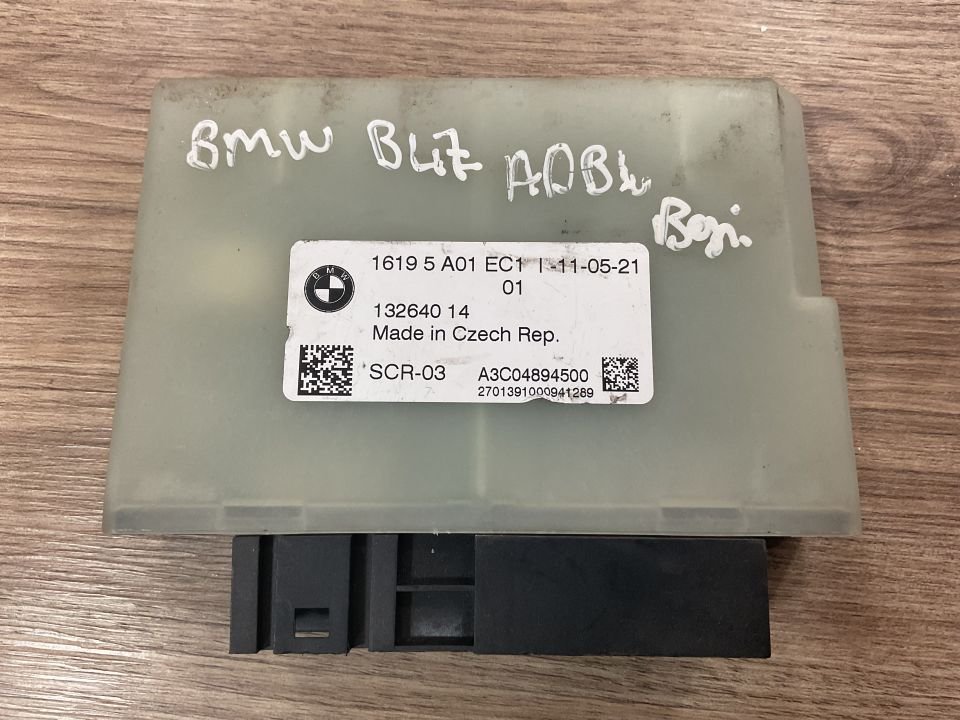 BMW B47 ADBL
BMW
1619 5 A01 EC1 I -11-05-21
01
132640 14
Made in Czech Rep.
SCR-03 A3C04894500
2701391000941289